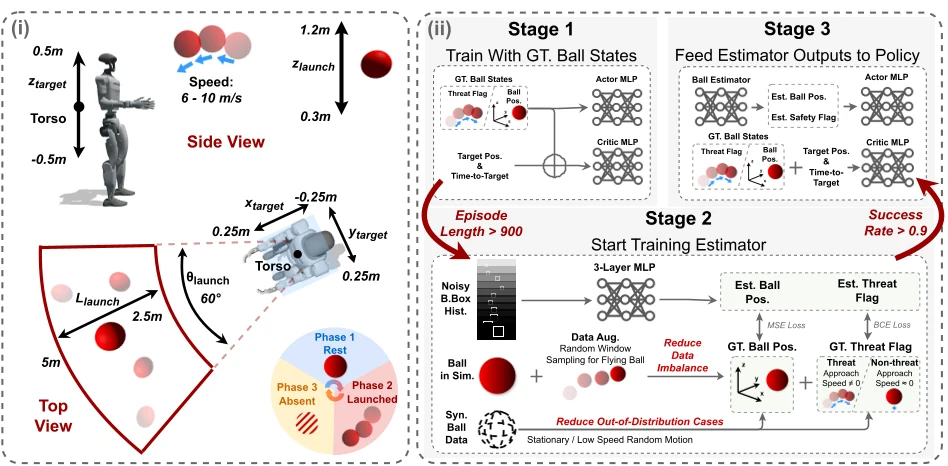 (i)
0.5m
z_target
Torso
-0.5m
Speed:
6 - 10 m/s
Side View
1.2m
z_launch
0.3m
x_target
-0.25m
0.25m
y_target
Torso
0.25m
θ_launch
60°
L_launch
2.5m
5m
Top
View
Phase 1
Rest
Phase 3
Absent
Phase 2
Launched
(ii)
Stage 1
Train With GT. Ball States
GT. Ball States
Threat Flag
Ball
Pos.
x
y
z
Actor MLP
Target Pos.
&
Time-to-Target
Critic MLP
Stage 3
Feed Estimator Outputs to Policy
Ball Estimator
Est. Ball Pos.
Est. Safety Flag
Actor MLP
GT. Ball States
Threat Flag
Ball
Pos.
Target Pos.
&
Time-to-
Target
Critic MLP
Episode
Length > 900
Success
Rate > 0.9
Stage 2
Start Training Estimator
Noisy
B.Box
Hist.
3-Layer MLP
Est. Ball
Pos.
Est. Threat
Flag
MSE Loss
BCE Loss
Ball
in Sim.
Data Aug.
Random Window
Sampling for Flying Ball
Reduce
Data
Imbalance
GT. Ball Pos.
z
x
y
GT. Threat Flag
Threat
Approach
Speed ≠ 0
Non-threat
Approach
Speed ≈ 0
Syn.
Ball
Data
Reduce Out-of-Distribution Cases
Stationary / Low Speed Random Motion